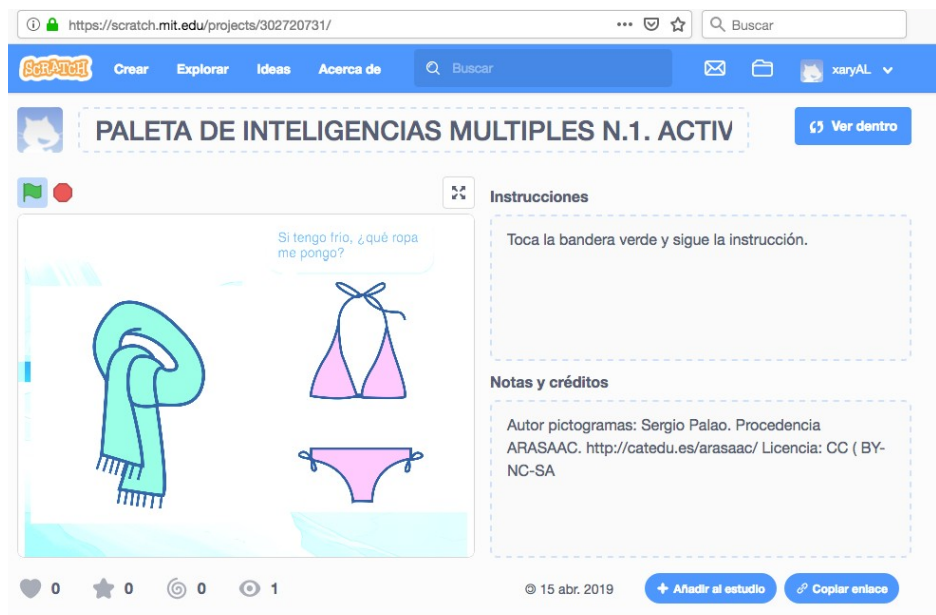 https://scratch.mit.edu/projects/302720731/
Buscar
SCRATCH Crear Explorar Ideas Acerca de Buscar xaryAL
PALETA DE INTELIGENCIAS MULTIPLES N.1. ACTIV
Ver dentro
Instrucciones
Si tengo frio, ¿qué ropa
me pongo?
Toca la bandera verde y sigue la instrucción.
Notas y créditos
Autor pictogramas: Sergio Palao. Procedencia
ARASAAC. http://catedu.es/arasaac/ Licencia: CC ( BY-
NC-SA
0 0 0 1
© 15 abr. 2019
Añadir al estudio
Copiar enlace